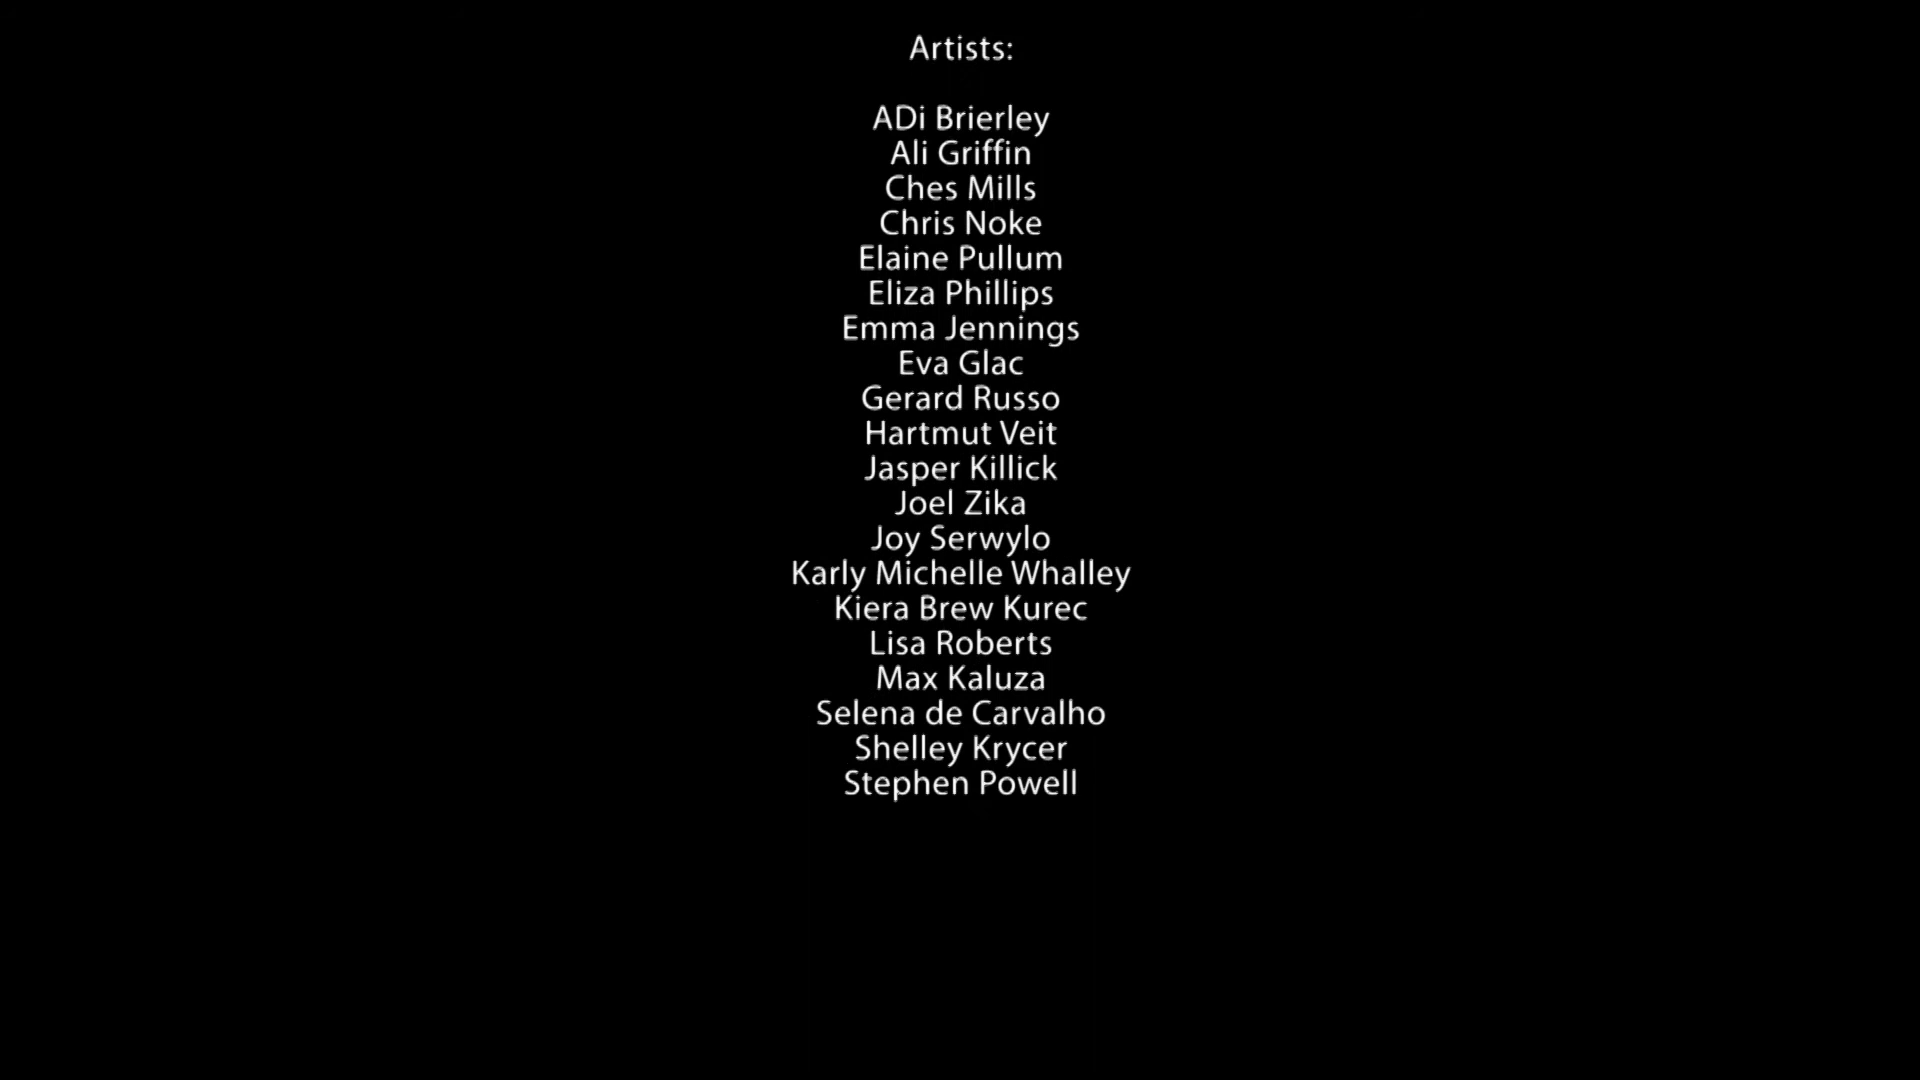 Artists:
ADi Brierley
Ali Griffin
Ches Mills
Chris Noke
Elaine Pullum
Eliza Phillips
Emma Jennings
Eva Glac
Gerard Russo
Hartmut Veit
Jasper Killick
Joel Zika
Joy Serwylo
Karly Michelle Whalley
Kiera Brew Kurec
Lisa Roberts
Max Kaluza
Selena de Carvalho
Shelley Krycer
Stephen Powell